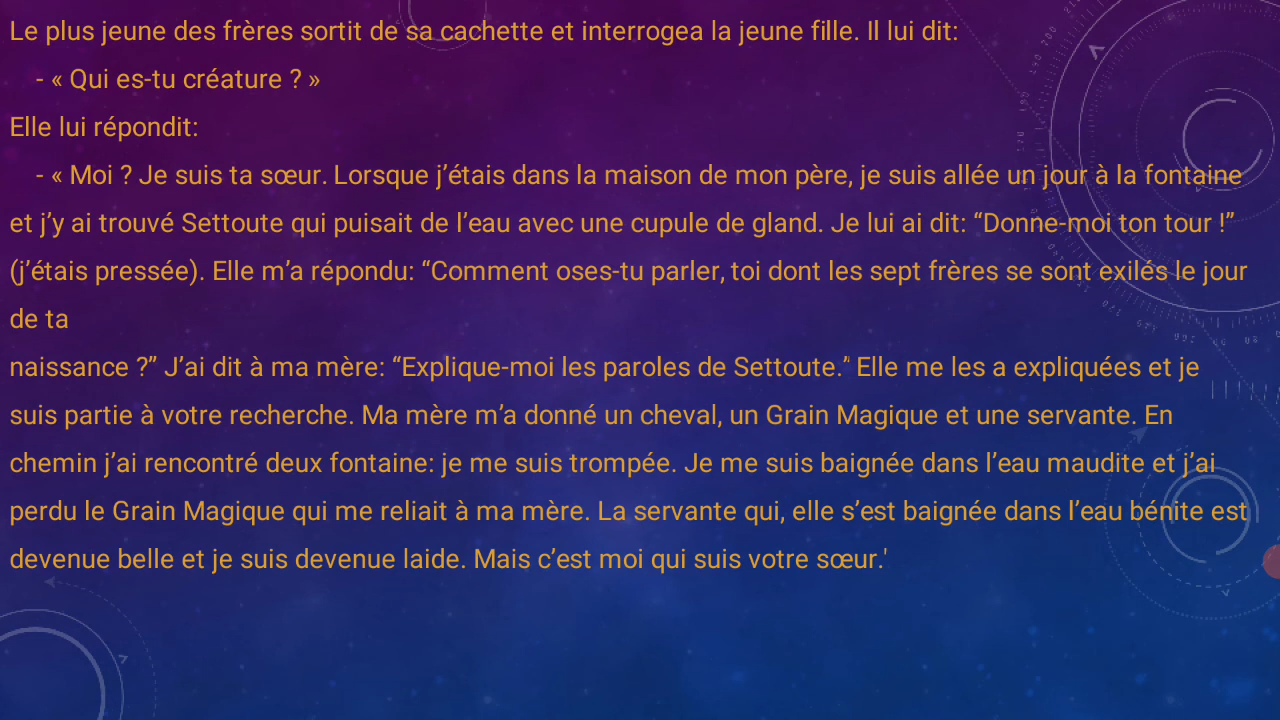 Le plus jeune des frères sortit de sa cachette et interrogea la jeune fille. Il lui dit:
- « Qui es-tu créature ? »
Elle lui répondit:
- « Moi ? Je suis ta sœur. Lorsque j’étais dans la maison de mon père, je suis allée un jour à la fontaine
et j’y ai trouvé Settoute qui puisait de l’eau avec une cupule de gland. Je lui ai dit: “Donne-moi ton tour !”
(j’étais pressée). Elle m’a répondu: “Comment oses-tu parler, toi dont les sept frères se sont exilés le jour
de ta
naissance ?” J’ai dit à ma mère: “Explique-moi les paroles de Settoute.” Elle me les a expliquées et je
suis partie à votre recherche. Ma mère m’a donné un cheval, un Grain Magique et une servante. En
chemin j’ai rencontré deux fontaine: je me suis trompée. Je me suis baignée dans l’eau maudite et j’ai
perdu le Grain Magique qui me reliait à ma mère. La servante qui, elle s’est baignée dans l’eau bénite est
devenue belle et je suis devenue laide. Mais c’est moi qui suis votre sœur.'